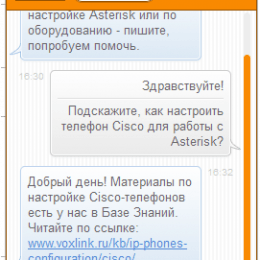 настройке Asterisk или по
оборудованию - пишите,
попробуем помочь.
16:30
Здравствуйте!
Подскажите, как настроить
телефон Cisco для работы с
Asterisk?
16:32
Добрый день! Материалы по
настройке Cisco-телефонов
есть у нас в Базе Знаний.
Читайте по ссылке:
www.voxlink.ru/kb/ip-phones-
configuration/cisco/